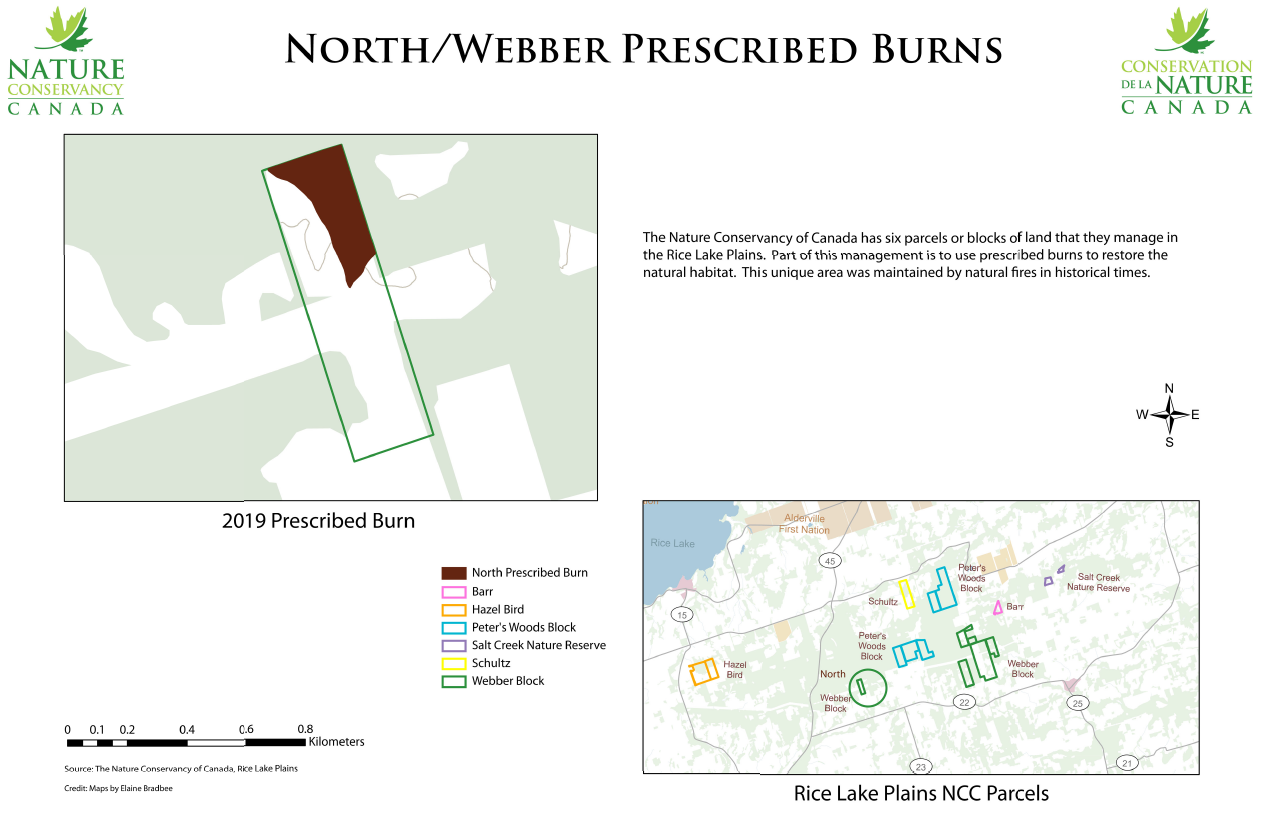 NATURE
CONSERVANCY
CANADA
NORTH/WEBBER PRESCRIBED BURNS
CONSERVATION
DE LA NATURE
CANADA
The Nature Conservancy of Canada has six parcels or blocks of land that they manage in
the Rice Lake Plains. Part of this management is to use prescribed burns to restore the
natural habitat. This unique area was maintained by natural fires in historical times.
N
W E
S
2019 Prescribed Burn
North Prescribed Burn
Barr
Hazel Bird
Peter's Woods Block
Salt Creek Nature Reserve
Schultz
Webber Block
0 0.1 0.2 0.4 0.6 0.8
Kilometers
Source: The Nature Conservancy of Canada, Rice Lake Plains
Credit: Maps by Elaine Bradbee
Alderville
First Nation
Rice Lake
45
Peter's
Woods
Block
Salt Creek
Nature Reserve
Schultz
Barr
15
Peter's
Woods
Block
Hazel
Bird
North
Webber
Block
Webber
Block
22
25
23
21
Rice Lake Plains NCC Parcels